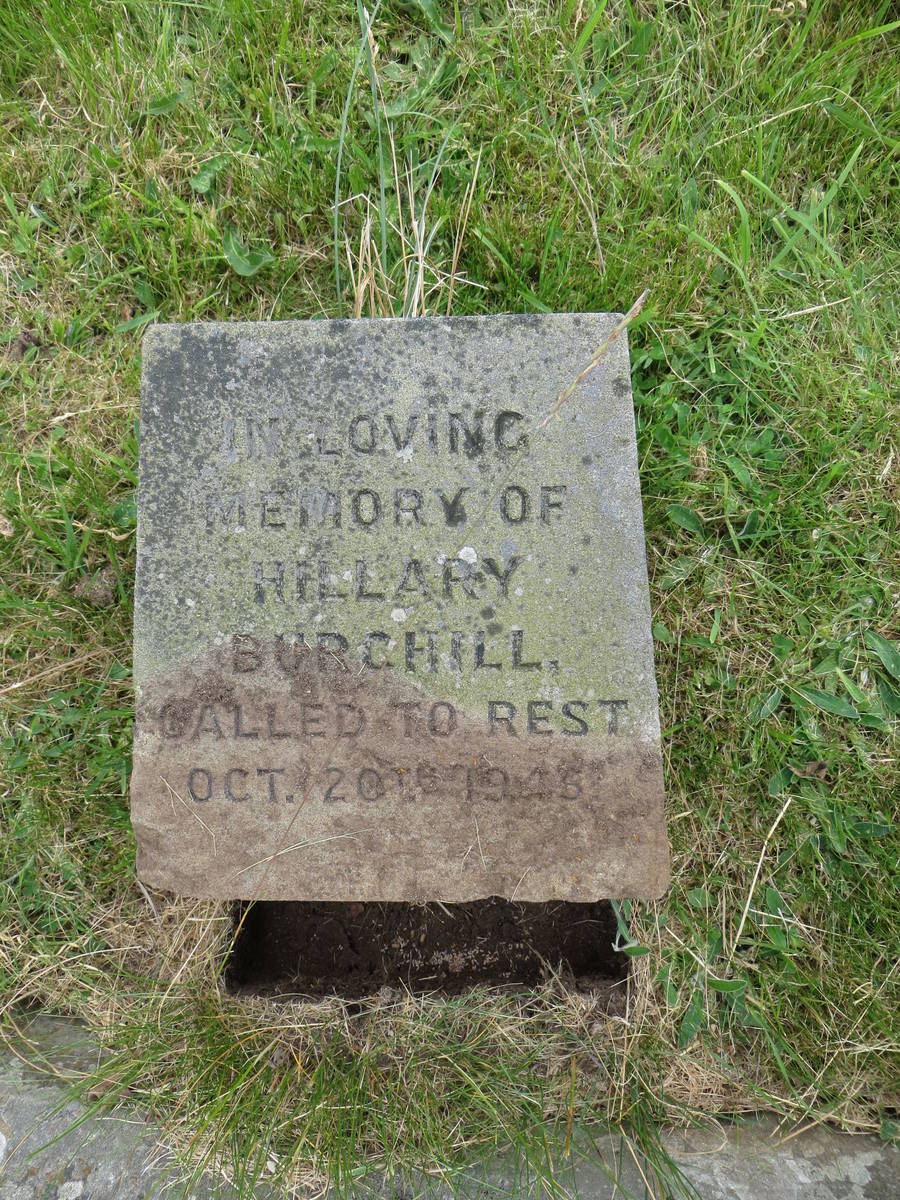 IN LOVING
MEMORY OF
HILLARY
BURCHILL.
CALLED TO REST
OCT. 20TH 1945